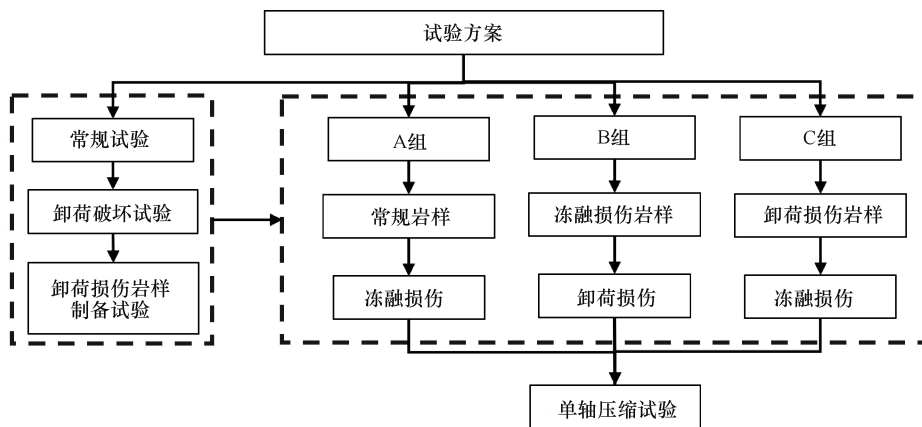 试验方案
常规试验
卸荷破坏试验
卸荷损伤岩样
制备试验
A组
常规岩样
冻融损伤
B组
冻融损伤岩样
卸荷损伤
C组
卸荷损伤岩样
冻融损伤
单轴压缩试验